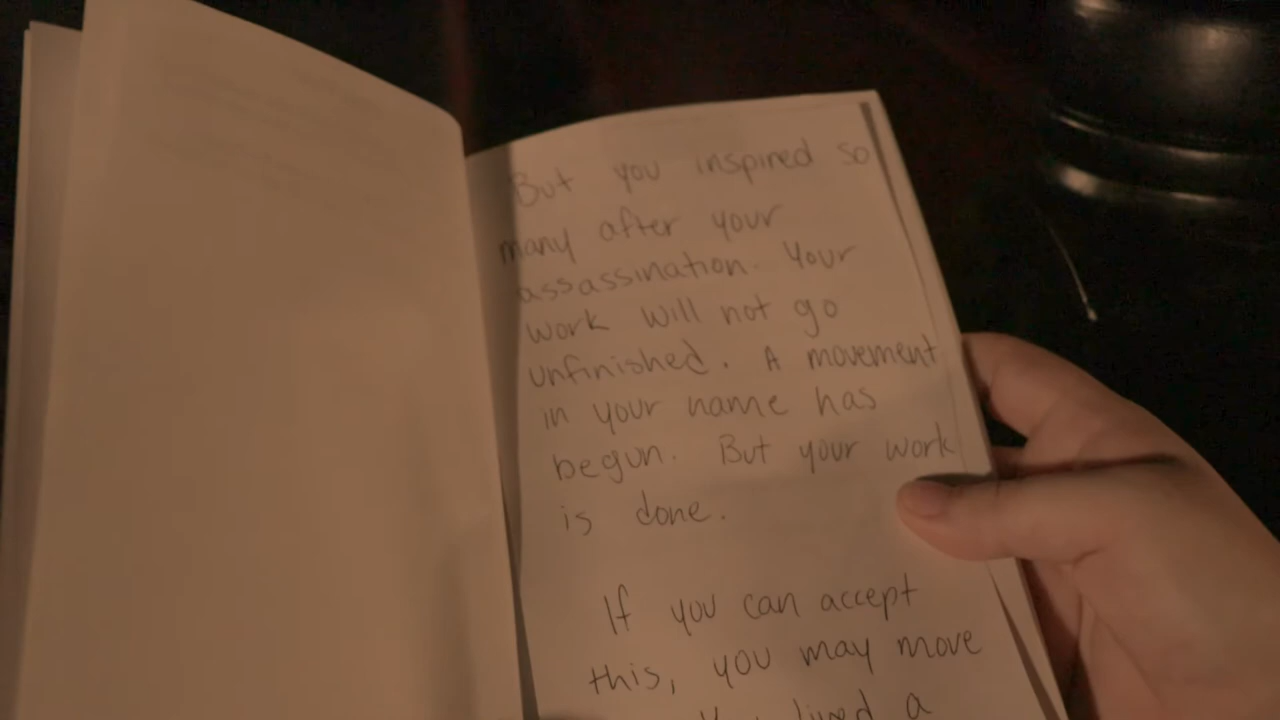 But you inspired so
many after your
assassination. Your
work will not go
unfinished. A movement
in your name has
begun. But your work
is done.
If you can accept
this, you may move
lived a